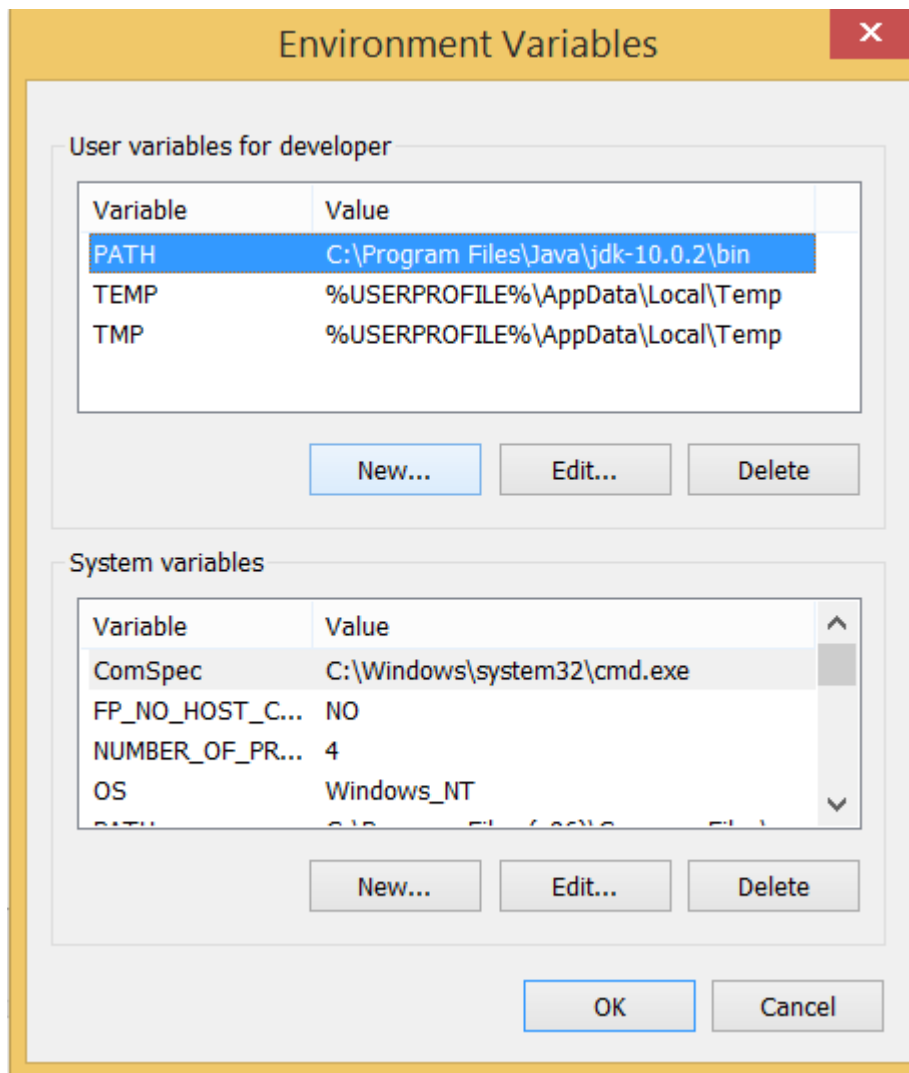 Environment Variables
User variables for developer
Variable Value
PATH C:\Program Files\Java\jdk-10.0.2\bin
TEMP %USERPROFILE%\AppData\Local\Temp
TMP %USERPROFILE%\AppData\Local\Temp
New... Edit... Delete
System variables
Variable Value
ComSpec C:\Windows\system32\cmd.exe
FP_NO_HOST_C... NO
NUMBER_OF_PR... 4
OS Windows_NT
New... Edit... Delete
OK Cancel